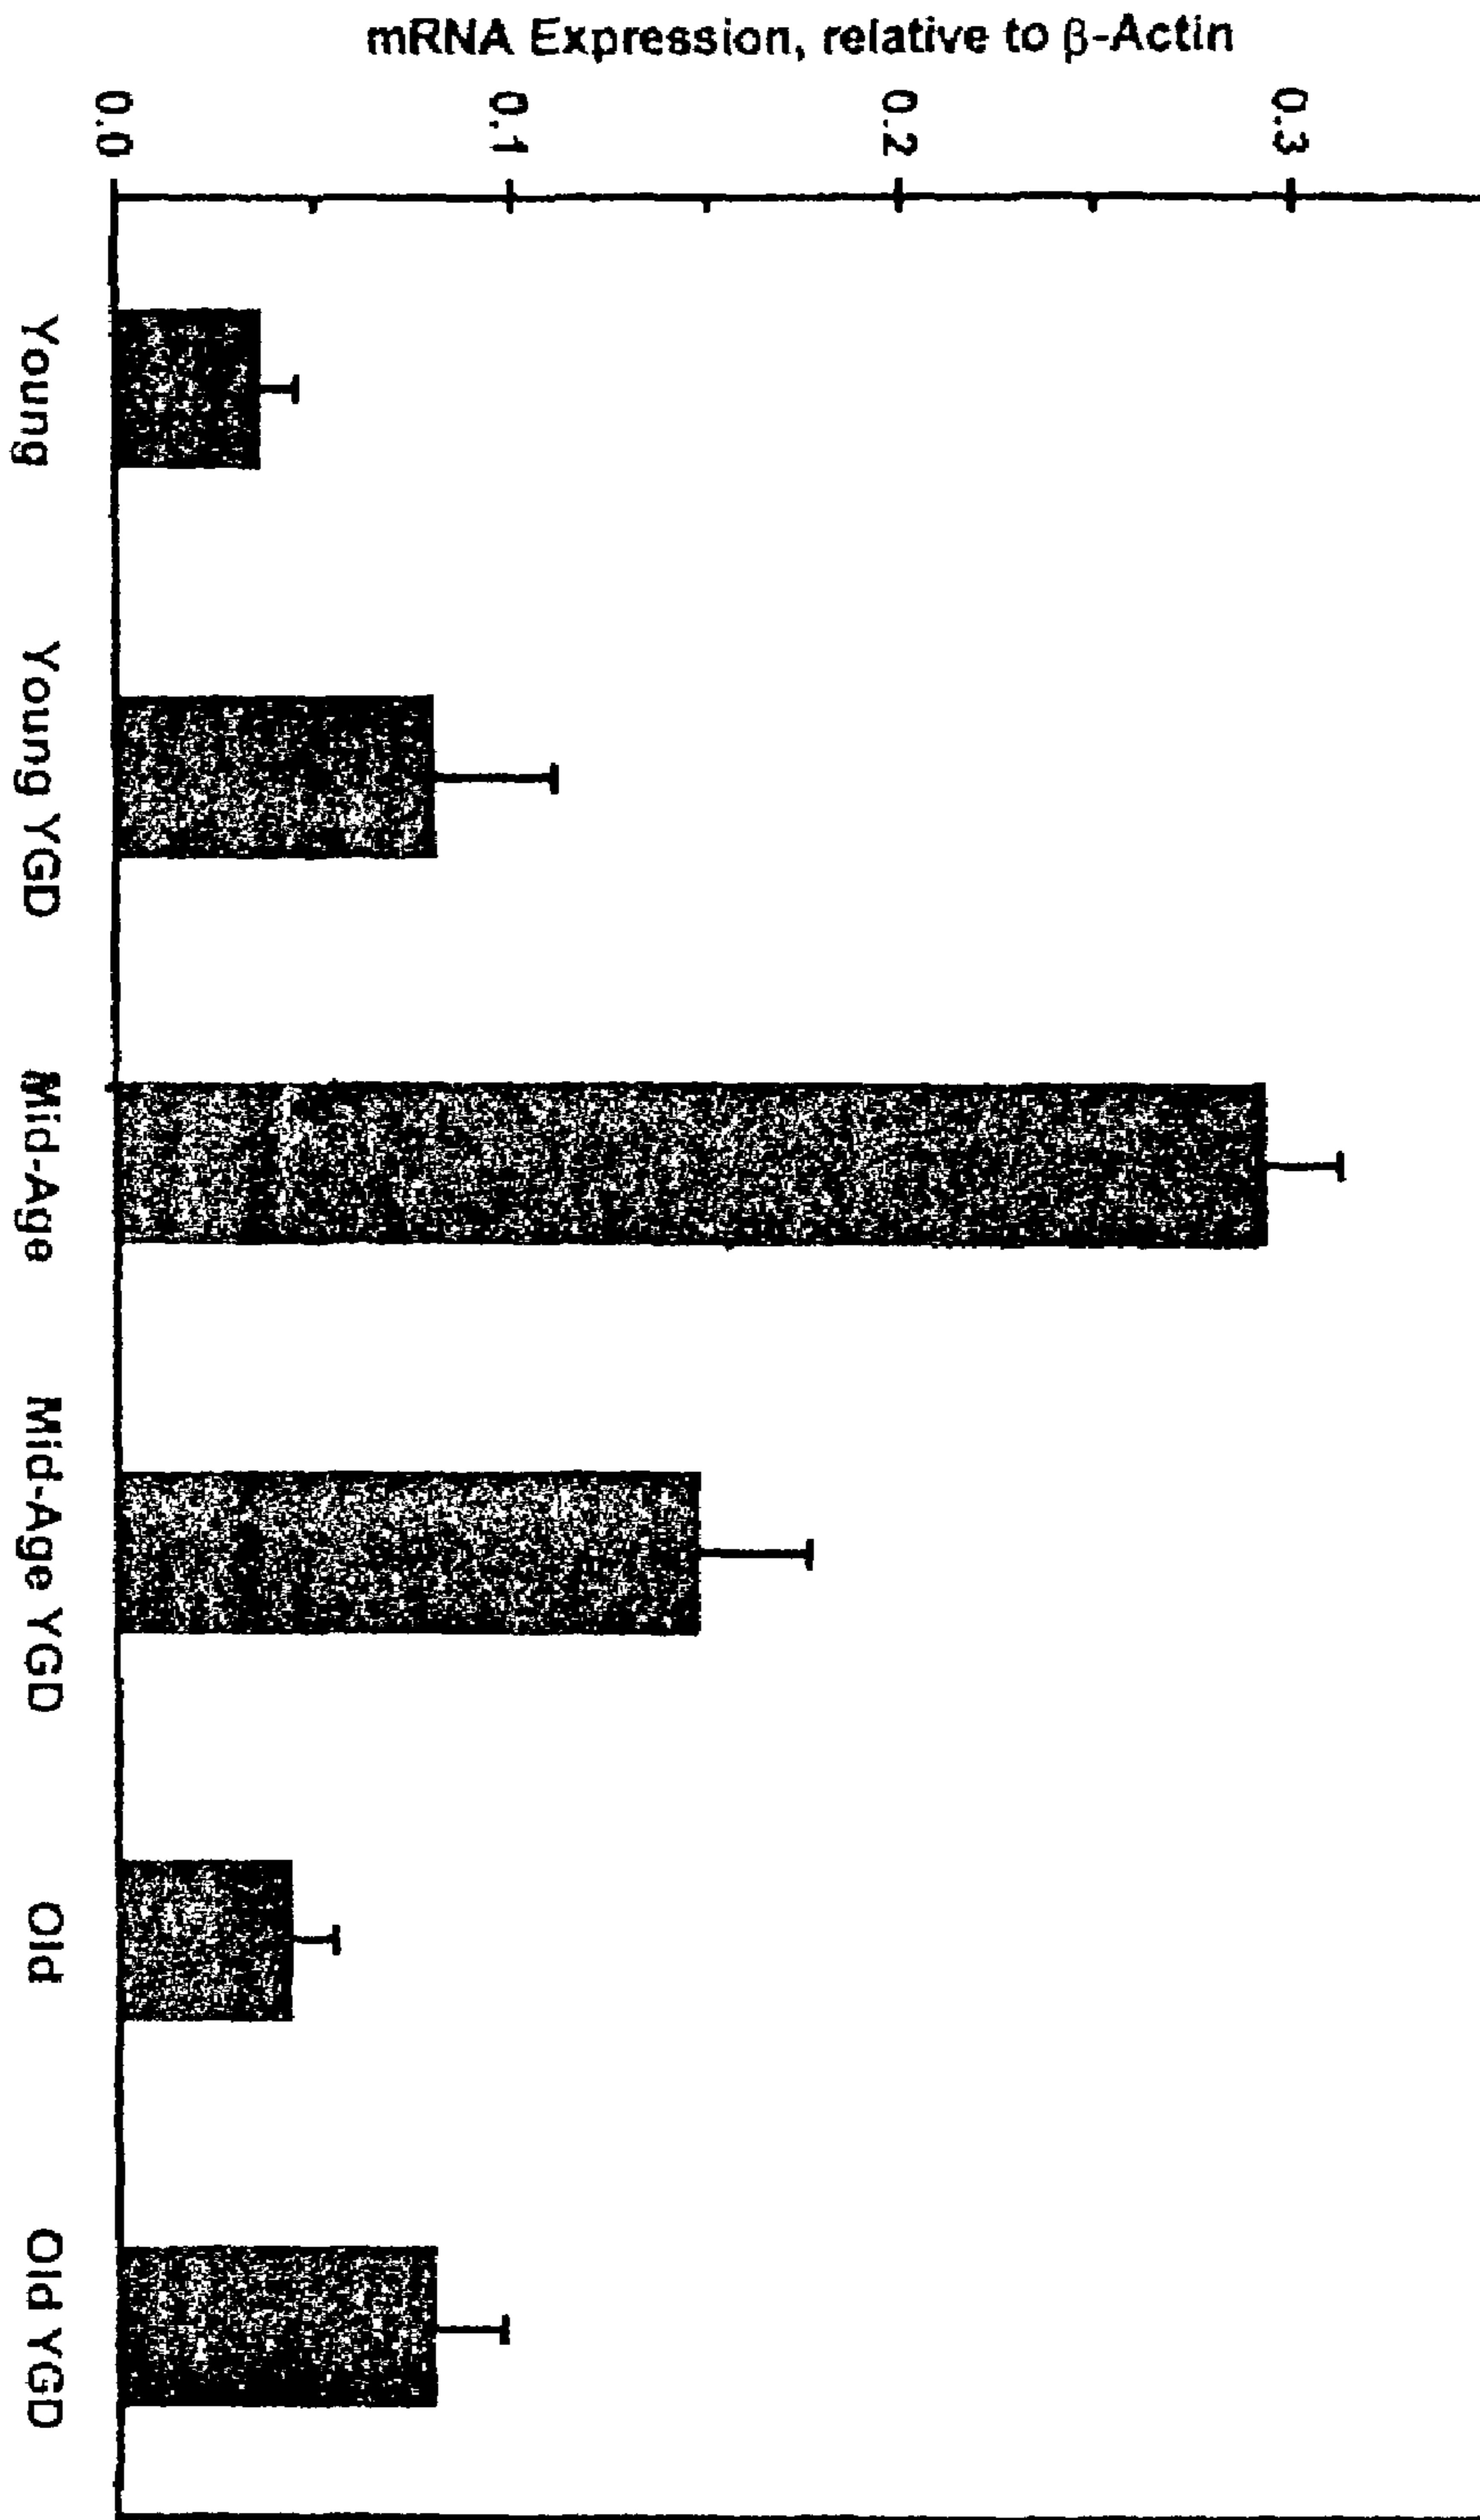 mRNA Expression, relative to β-Actin
0.0
0.1
0.2
0.3
Young
Young YGD
Mid-Age
Mid-Age YGD
Old
Old YGD